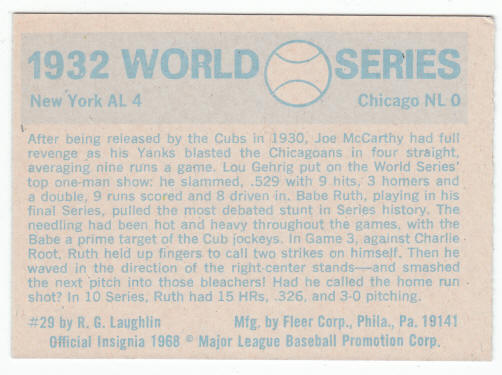 1932 WORLD SERIES
New York AL 4 Chicago NL 0
After being released by the Cubs in 1930, Joe McCarthy had full
revenge as his Yanks blasted the Chicagoans in four straight,
averaging nine runs a game. Lou Gehrig put on the World Series'
top one-man show: he slammed, .529 with 9 hits, 3 homers and
a double, 9 runs scored and 8 driven in. Babe Ruth, playing in his
final Series, pulled the most debated stunt in Series history. The
needling had been hot and heavy throughout the games, with the
Babe a prime target of the Cub jockeys. In Game 3, against Charlie
Root, Ruth held up fingers to call two strikes on himself. Then he
waved in the direction of the right-center stands—and smashed
the next pitch into those bleachers! Had he called the home run
shot? In 10 Series, Ruth had 15 HRs, .326, and 3-0 pitching.
#29 by R. G. Laughlin Mfg. by Fleer Corp., Phila., Pa. 19141
Official Insignia 1968 © Major League Baseball Promotion Corp.